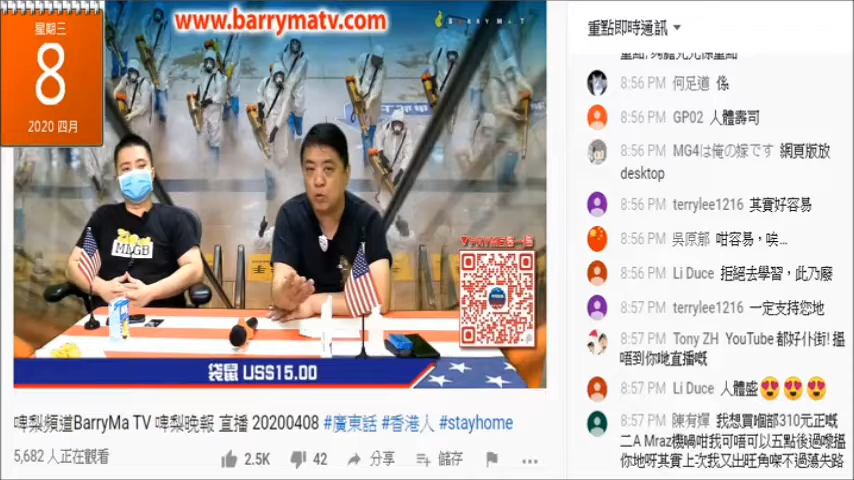 星期三
8
2020 四月
www.barrymatv.com
BARRYMAT
MAGB
袋鼠 US$15.00
啤梨頻道BarryMa TV 啤梨晚報 直播 20200408 #廣東話 #香港人 #stayhome
5,682 人正在觀看
2.5K
42
分享
儲存
重點即時通訊
8:56 PM 何足道 係
8:56 PM GP02 人體壽司
8:56 PM MG4は俺の嫁です 網頁版放
desktop
8:56 PM terrylee1216 其實好容易
8:56 PM 吳原郁 咁容易，唉...
8:56 PM Li Duce 拒絕去學習，此乃廢
8:57 PM terrylee1216 一定支持您地
8:57 PM Tony ZH YouTube 都好仆街! 搵
唔到你哋直播嘅
8:57 PM Li Duce 人體盛😍😍😍
8:57 PM 陳有輝 我想買嗰部310元正嘅
二A Mraz機喎咁我可唔可以五點後過嚟搵
你地呀其實上次我又出旺角㗎不過蕩失路